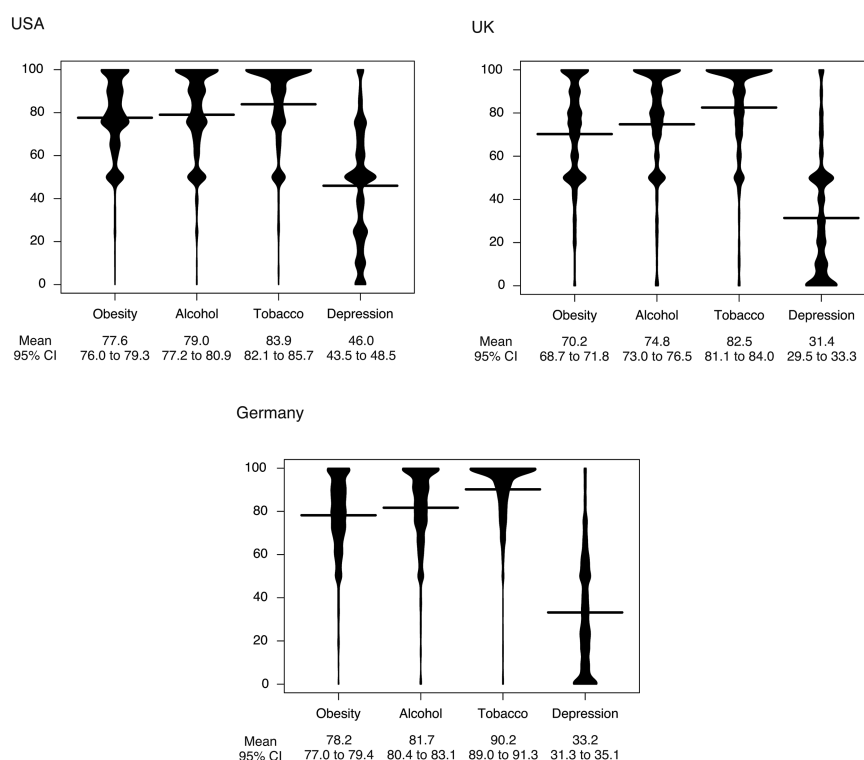 USA
100
80
60
40
20
0
Obesity Alcohol Tobacco Depression
Mean 77.6 79.0 83.9 46.0
95% CI 76.0 to 79.3 77.2 to 80.9 82.1 to 85.7 43.5 to 48.5
UK
100
80
60
40
20
0
Obesity Alcohol Tobacco Depression
Mean 70.2 74.8 82.5 31.4
95% CI 68.7 to 71.8 73.0 to 76.5 81.1 to 84.0 29.5 to 33.3
Germany
100
80
60
40
20
0
Obesity Alcohol Tobacco Depression
Mean 78.2 81.7 90.2 33.2
95% CI 77.0 to 79.4 80.4 to 83.1 89.0 to 91.3 31.3 to 35.1